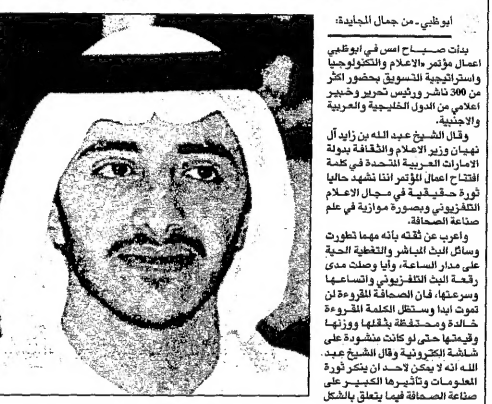 أبوظبي - من جمال المجايدة:
بدأت صباح امس في ابوظبي
اعمال مؤتمر «الاعلام والتكنولوجيا
واستراتيجية التسويق بحضور اكثر
من 300 ناشر ورئيس تحرير وخبير
اعلامي من الدول الخليجية والعربية
والاجنبية.
وقال الشيخ عبد الله بن زايد آل
نهيان وزير الاعلام والثقافة بدولة
الامارات العربية المتحدة في كلمة
افتتاح اعمال المؤتمر اننا نشهد حاليا
ثورة حقيقية في مجال الاعلام
التلفزيوني وبصورة موازية في علم
صناعة الصحافة.
واعرب عن ثقته بأنه مهما تطورت
وسائل البث المباشر والتغطية الحية
على مدار الساعة، وأيا وصلت مدى
رقعة البث التلفزيوني واتساعها
وسرعتها، فان الصحافة المقروءة لن
تموت ابدا وستظل الكلمة المقروءة
خالدة ومحتفظة بثقلها ووزنها
وقيمتها حتى لو كانت منشودة على
شاشة الكترونية وقال الشيخ عبد.
الله انه لا يمكن لاحد ان ينكر ثورة
المعلومات وتأثيرها الكبير على
صناعة الصحافة فيما يتعلق بالشكل